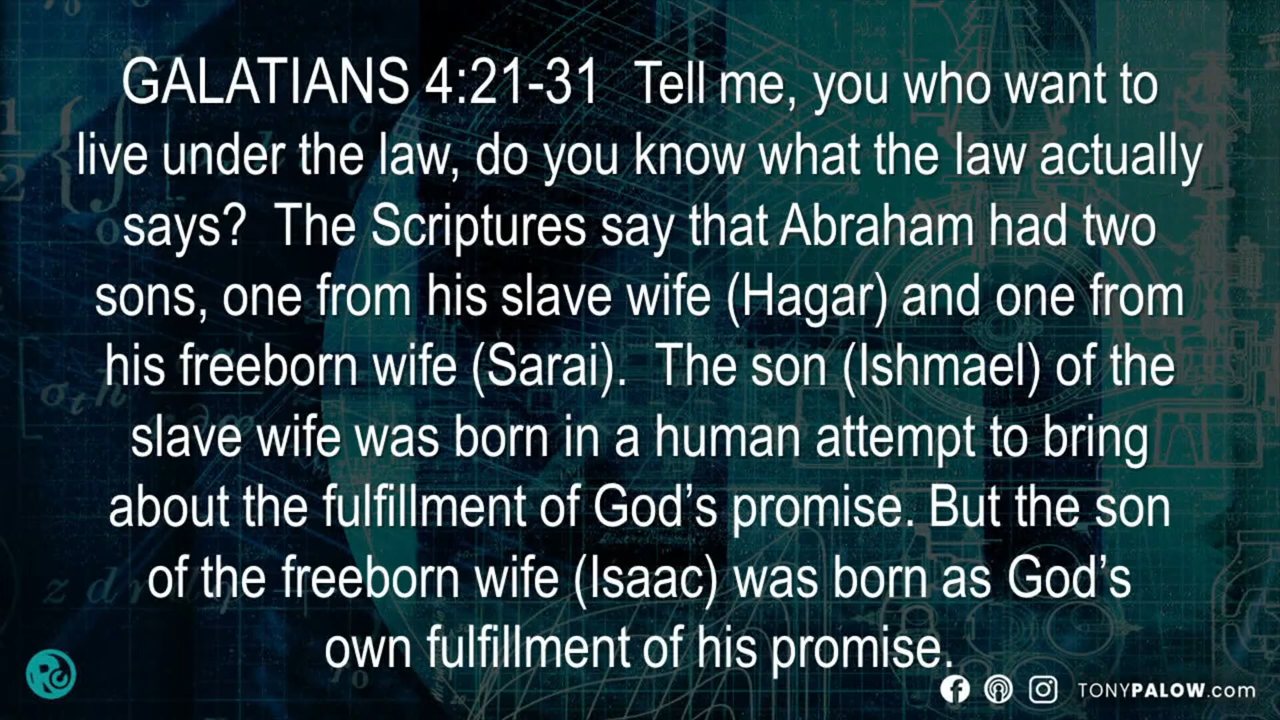 GALATIANS 4:21-31 Tell me, you who want to
live under the law, do you know what the law actually
says? The Scriptures say that Abraham had two
sons, one from his slave wife (Hagar) and one from
his freeborn wife (Sarai). The son (Ishmael) of the
slave wife was born in a human attempt to bring
about the fulfillment of God’s promise. But the son
of the freeborn wife (Isaac) was born as God’s
own fulfillment of his promise.
TONYPALOW.com